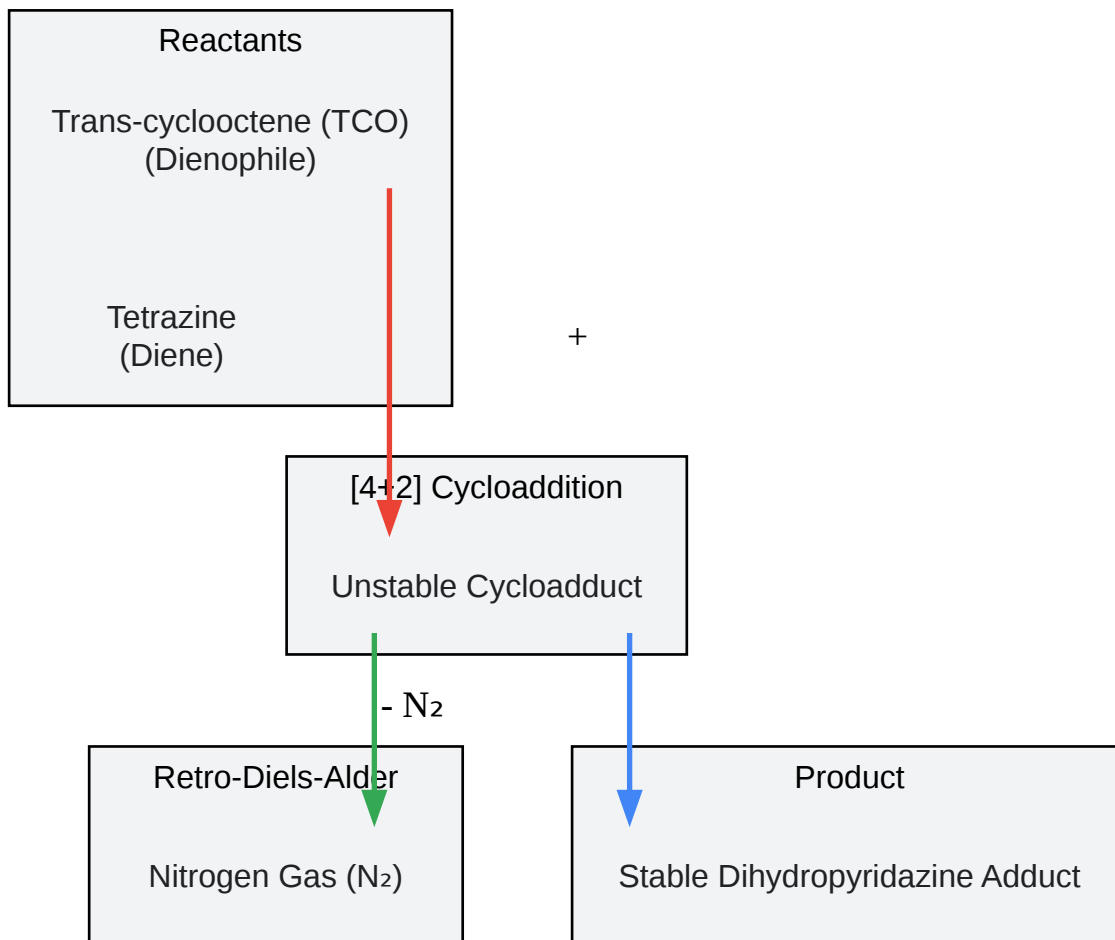 Reactants
Trans-cyclooctene (TCO)
(Dienophile)
Tetrazine
(Diene)
+
[4+2] Cycloaddition
Unstable Cycloadduct
- N₂
Retro-Diels-Alder
Nitrogen Gas (N₂)
Product
Stable Dihydropyridazine Adduct